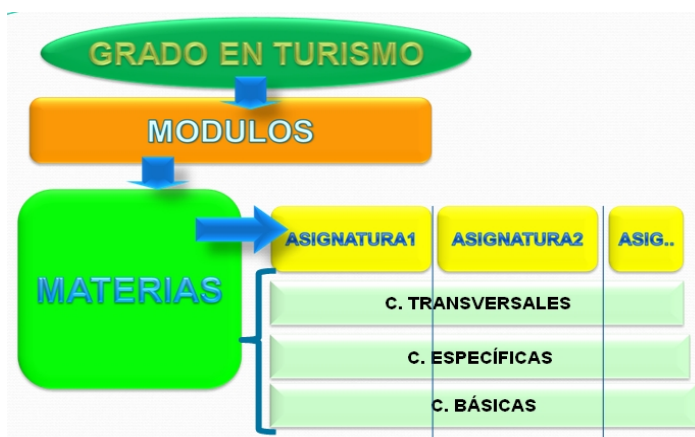 GRADO EN TURISMO
MODULOS
MATERIAS
ASIGNATURA1
ASIGNATURA2
ASIG..
C. TRANSVERSALES
C. ESPECÍFICAS
C. BÁSICAS